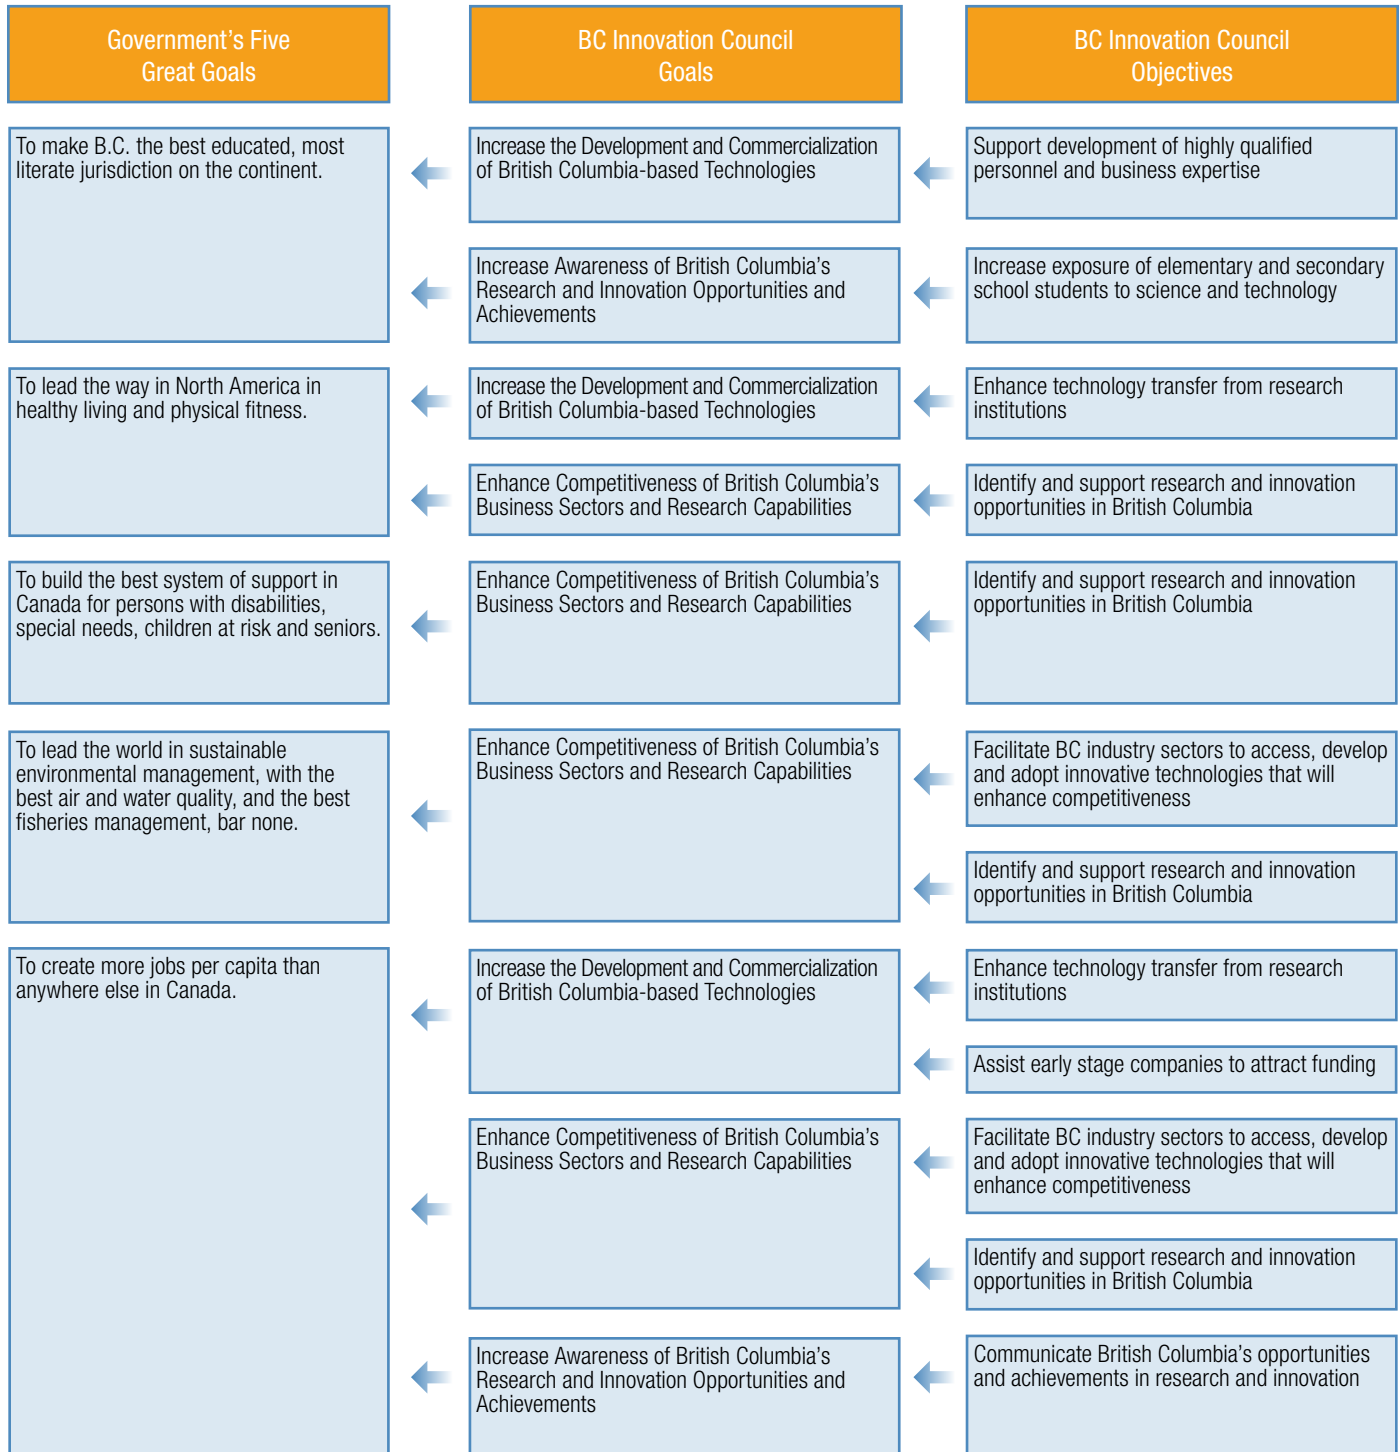 Government's Five
Great Goals
BC Innovation Council
Goals
BC Innovation Council
Objectives
To make B.C. the best educated, most
literate jurisdiction on the continent.
Increase the Development and Commercialization
of British Columbia-based Technologies
Support development of highly qualified
personnel and business expertise
Increase Awareness of British Columbia's
Research and Innovation Opportunities and
Achievements
Increase exposure of elementary and secondary
school students to science and technology
To lead the way in North America in
healthy living and physical fitness.
Increase the Development and Commercialization
of British Columbia-based Technologies
Enhance technology transfer from research
institutions
Enhance Competitiveness of British Columbia's
Business Sectors and Research Capabilities
Identify and support research and innovation
opportunities in British Columbia
To build the best system of support in
Canada for persons with disabilities,
special needs, children at risk and seniors.
Enhance Competitiveness of British Columbia's
Business Sectors and Research Capabilities
Identify and support research and innovation
opportunities in British Columbia
To lead the world in sustainable
environmental management, with the
best air and water quality, and the best
fisheries management, bar none.
Enhance Competitiveness of British Columbia's
Business Sectors and Research Capabilities
Facilitate BC industry sectors to access, develop
and adopt innovative technologies that will
enhance competitiveness
Identify and support research and innovation
opportunities in British Columbia
To create more jobs per capita than
anywhere else in Canada.
Increase the Development and Commercialization
of British Columbia-based Technologies
Enhance technology transfer from research
institutions
Assist early stage companies to attract funding
Enhance Competitiveness of British Columbia's
Business Sectors and Research Capabilities
Facilitate BC industry sectors to access, develop
and adopt innovative technologies that will
enhance competitiveness
Identify and support research and innovation
opportunities in British Columbia
Increase Awareness of British Columbia's
Research and Innovation Opportunities and
Achievements
Communicate British Columbia's opportunities
and achievements in research and innovation